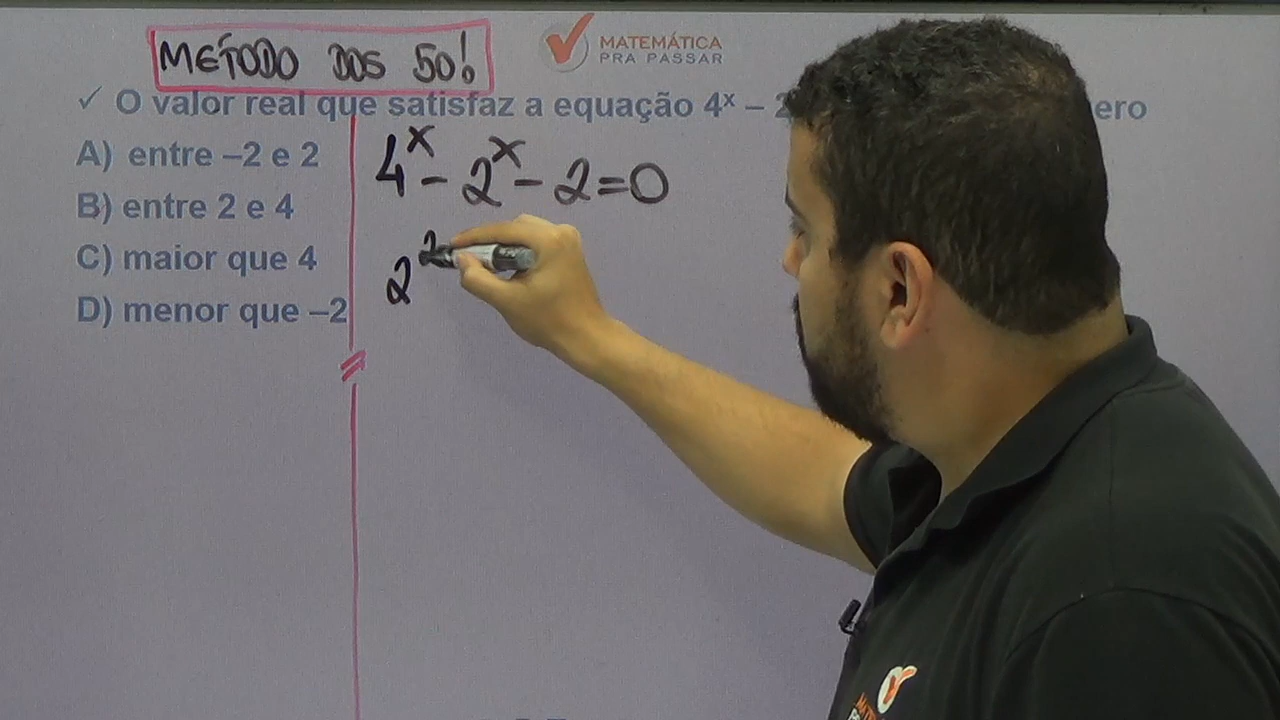 METODO DOS 50!
MATEMÁTICA
PRA PASSAR
✓ O valor real que satisfaz a equação 4ˣ – 2 ero
A) entre –2 e 2
B) entre 2 e 4
C) maior que 4
D) menor que –2
4ˣ - 2ˣ - 2 = 0
2²